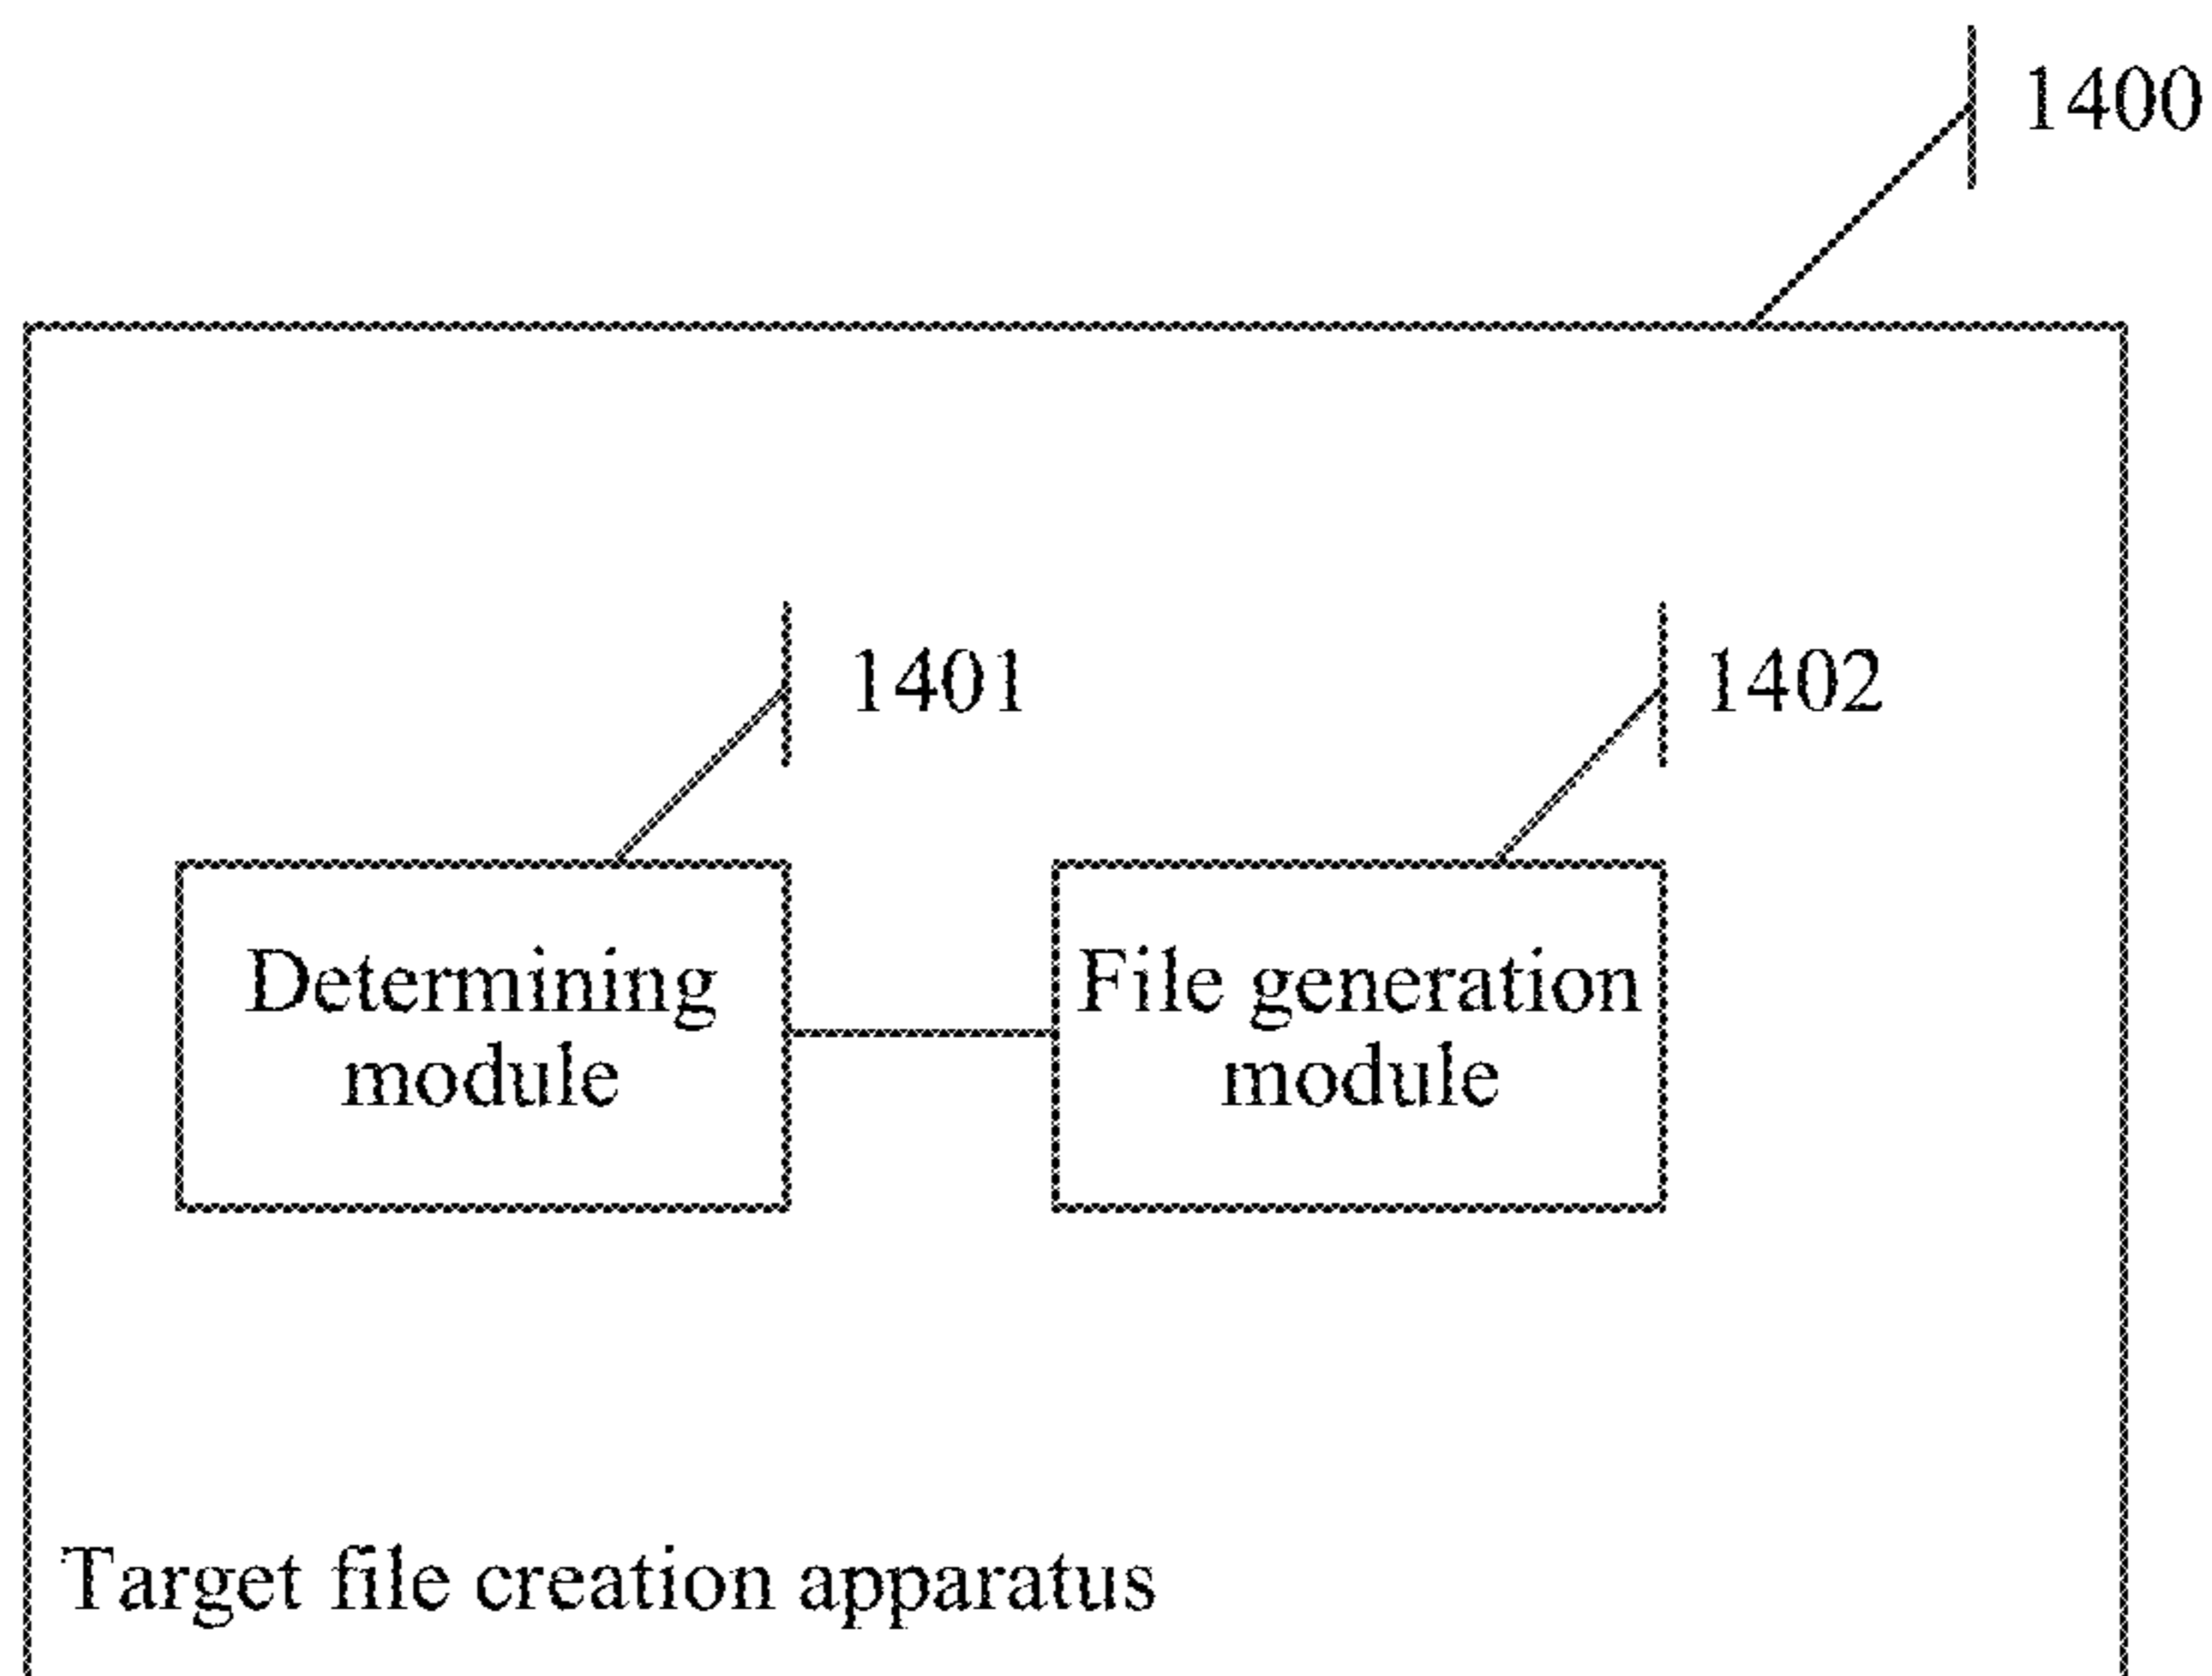 1400
1401
1402
Determining
module
File generation
module
Target file creation apparatus